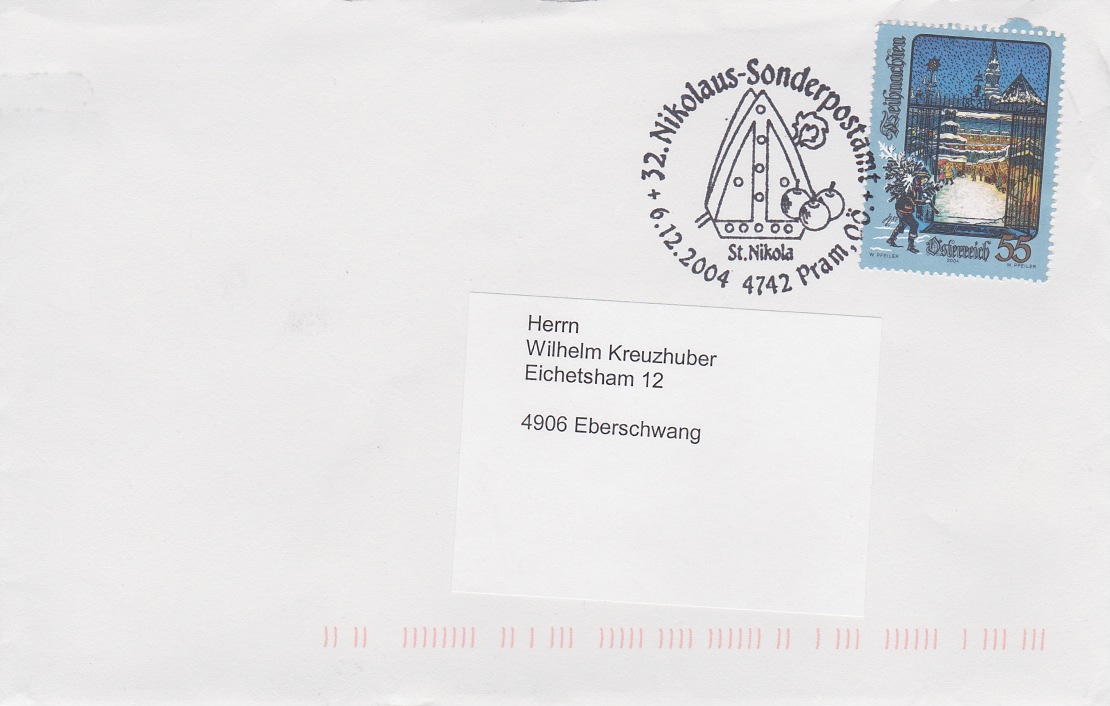 + 32. Nikolaus-Sonderpostamt +
St. Nikola
6.12.2004 4742 Pram, OÖ.
Weihnachten
Österreich 55
W. PFEILER 2004 W. PFEILER
Herrn
Wilhelm Kreuzhuber
Eichetsham 12
4906 Eberschwang